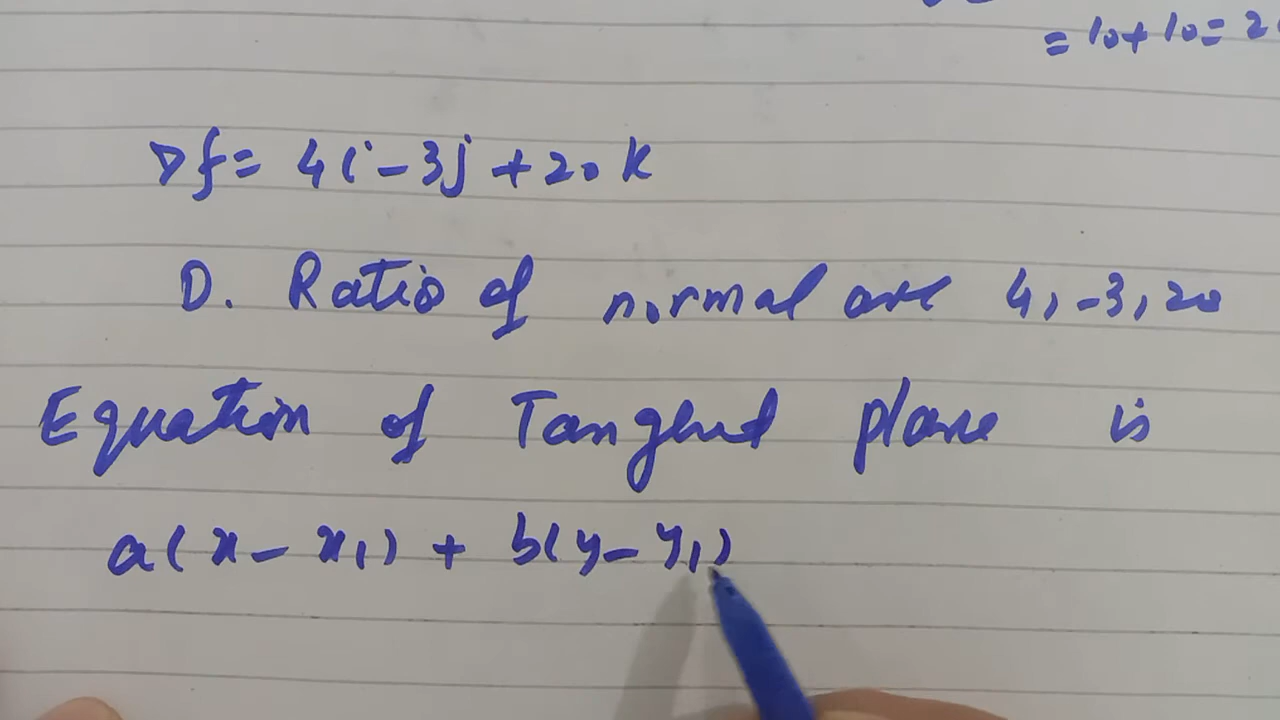 = 10+10=
∇f= 4i-3j+20k
D. Ratio of normal are 4,-3,20
Equation of Tangent plane is
a(x-x₁) + b(y-y₁)